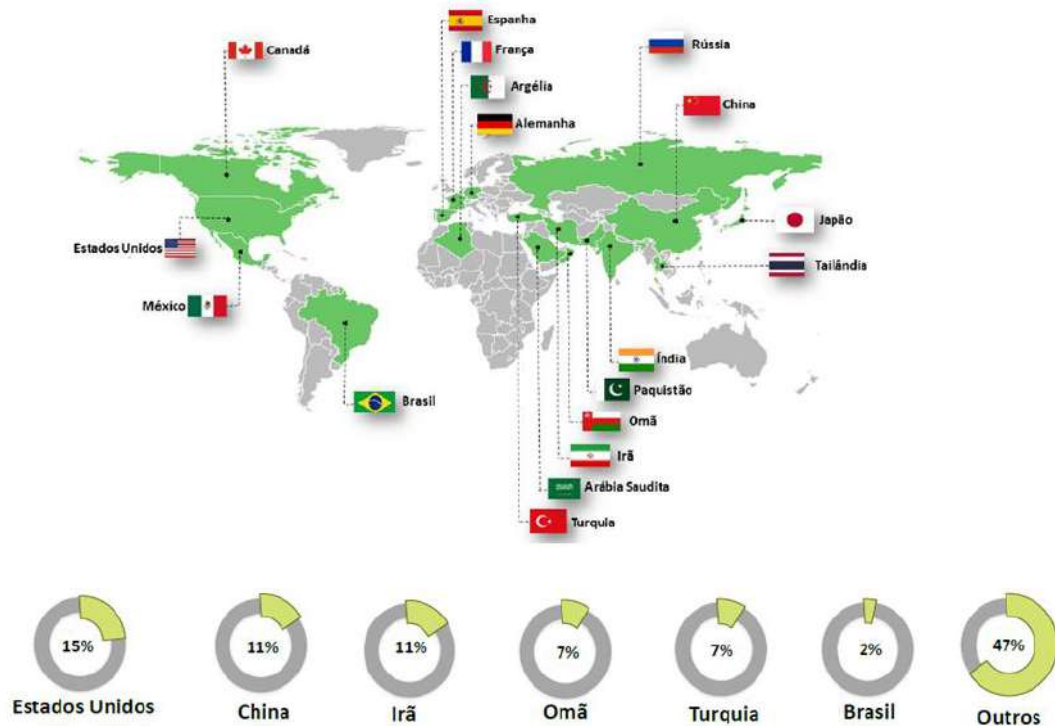 Espanha
Canadá
França
Rússia
Argélia
China
Alemanha
Japão
Estados Unidos
Tailândia
México
Índia
Paquistão
Brasil
Omã
Irã
Arábia Saudita
Turquia
15%
11%
11%
7%
7%
2%
47%
Estados Unidos
China
Irã
Omã
Turquia
Brasil
Outros